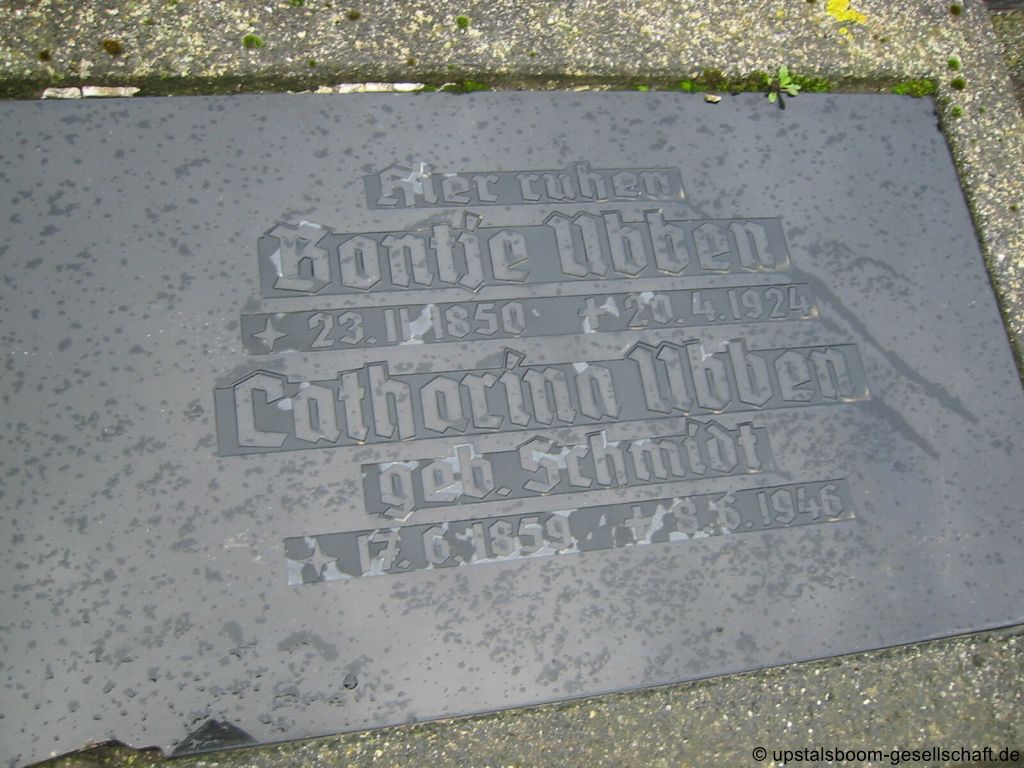 Hier ruhen
Bontje Ubben
* 23. 11. 1850 † 20. 4. 1924
Catharina Ubben
geb. Schmidt
* 17. 6. 1859 † 8. 6. 1946
© upstalsboom-gesellschaft.de